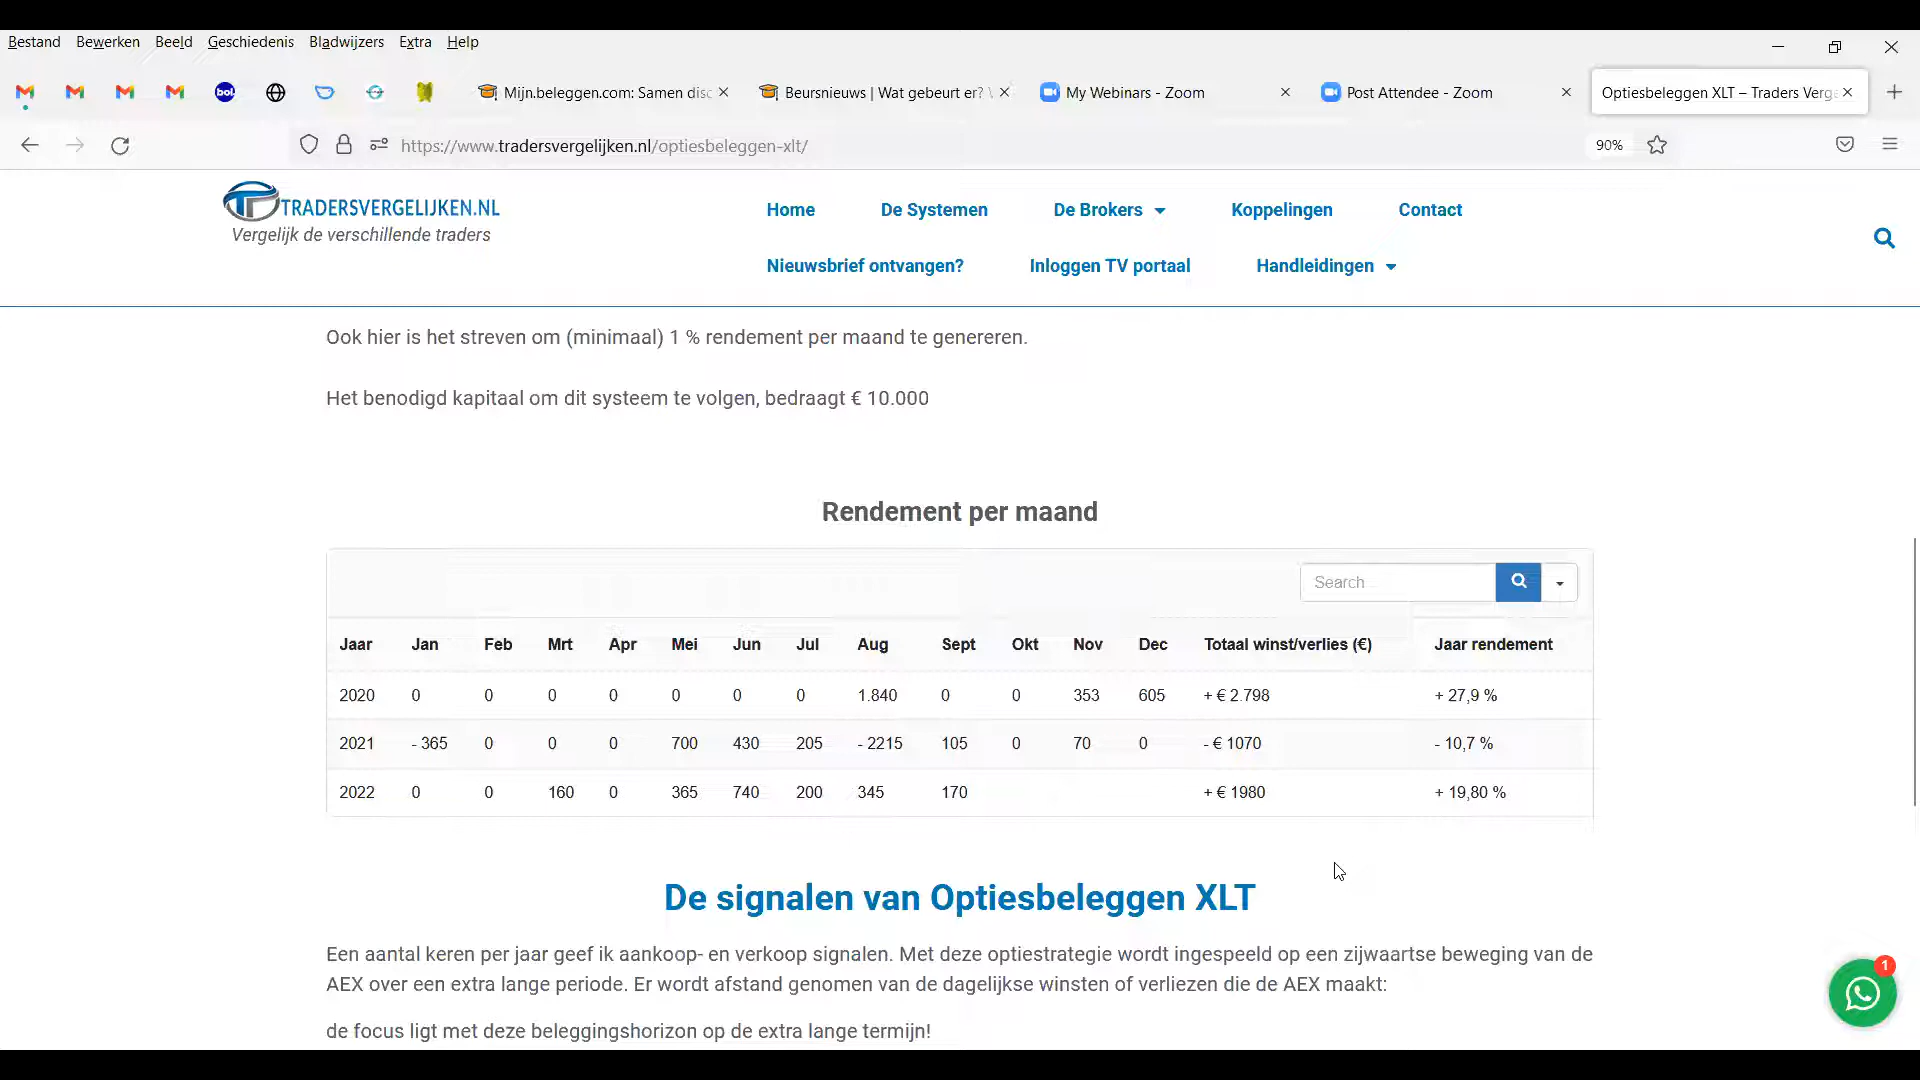 Bestand Bewerken Beeld Geschiedenis Bladwijzers Extra Help
bol. Mijn.beleggen.com: Samen disc Beursnieuws | Wat gebeurt er? My Webinars - Zoom Post Attendee - Zoom Optiesbeleggen XLT – Traders Verge
https://www.tradersvergelijken.nl/optiesbeleggen-xlt/ 90%
TRADERSVERGELIJKEN.NL
Vergelijk de verschillende traders
Home De Systemen De Brokers Koppelingen Contact
Nieuwsbrief ontvangen? Inloggen TV portaal Handleidingen
Ook hier is het streven om (minimaal) 1 % rendement per maand te genereren.
Het benodigd kapitaal om dit systeem te volgen, bedraagt € 10.000
Rendement per maand
Search
Jaar Jan Feb Mrt Apr Mei Jun Jul Aug Sept Okt Nov Dec Totaal winst/verlies (€) Jaar rendement
2020 0 0 0 0 0 0 0 1.840 0 0 353 605 + € 2.798 + 27,9 %
2021 - 365 0 0 0 700 430 205 - 2215 105 0 70 0 - € 1070 - 10,7 %
2022 0 0 160 0 365 740 200 345 170 + € 1980 + 19,80 %
De signalen van Optiesbeleggen XLT
Een aantal keren per jaar geef ik aankoop- en verkoop signalen. Met deze optiestrategie wordt ingespeeld op een zijwaartse beweging van de
AEX over een extra lange periode. Er wordt afstand genomen van de dagelijkse winsten of verliezen die de AEX maakt:
de focus ligt met deze beleggingshorizon op de extra lange termijn!
1